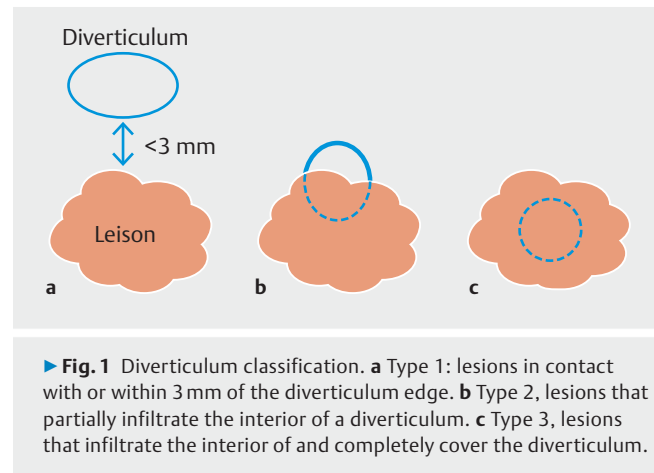 Diverticulum
<3 mm
Leison
a
b
c
▶ Fig. 1 Diverticulum classification. a Type 1: lesions in contact
with or within 3 mm of the diverticulum edge. b Type 2, lesions that
partially infiltrate the interior of a diverticulum. c Type 3, lesions
that infiltrate the interior of and completely cover the diverticulum.